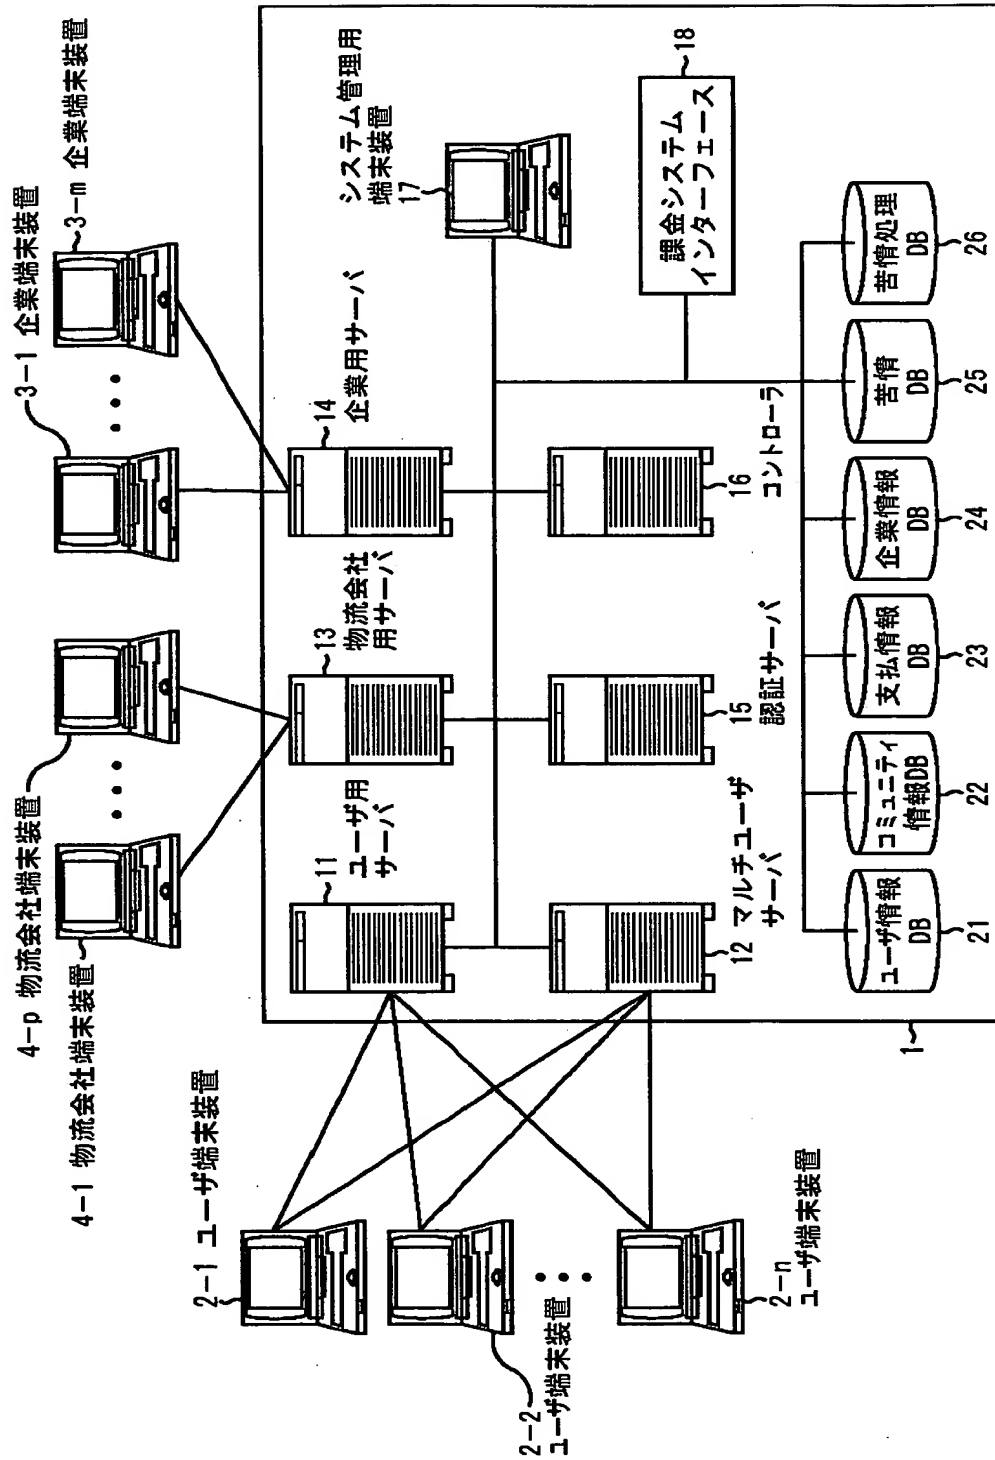 4-p 物流会社端末装置
4-1 物流会社端末装置
3-1 企業端末装置
3-m 企業端末装置
2-1 ユーザ端末装置
2-2
ユーザ端末装置
2-n
ユーザ端末装置
1
11
ユーザ用
サーバ
13
物流会社
用サーバ
14
企業用サーバ
システム管理用
端末装置
17
12 マルチユーザ
サーバ
15
認証サーバ
16
コントローラ
課金システム
インターフェース
18
ユーザ情報
DB
21
コミュニティ
情報DB
22
支払情報
DB
23
企業情報
DB
24
苦情
DB
25
苦情処理
DB
26